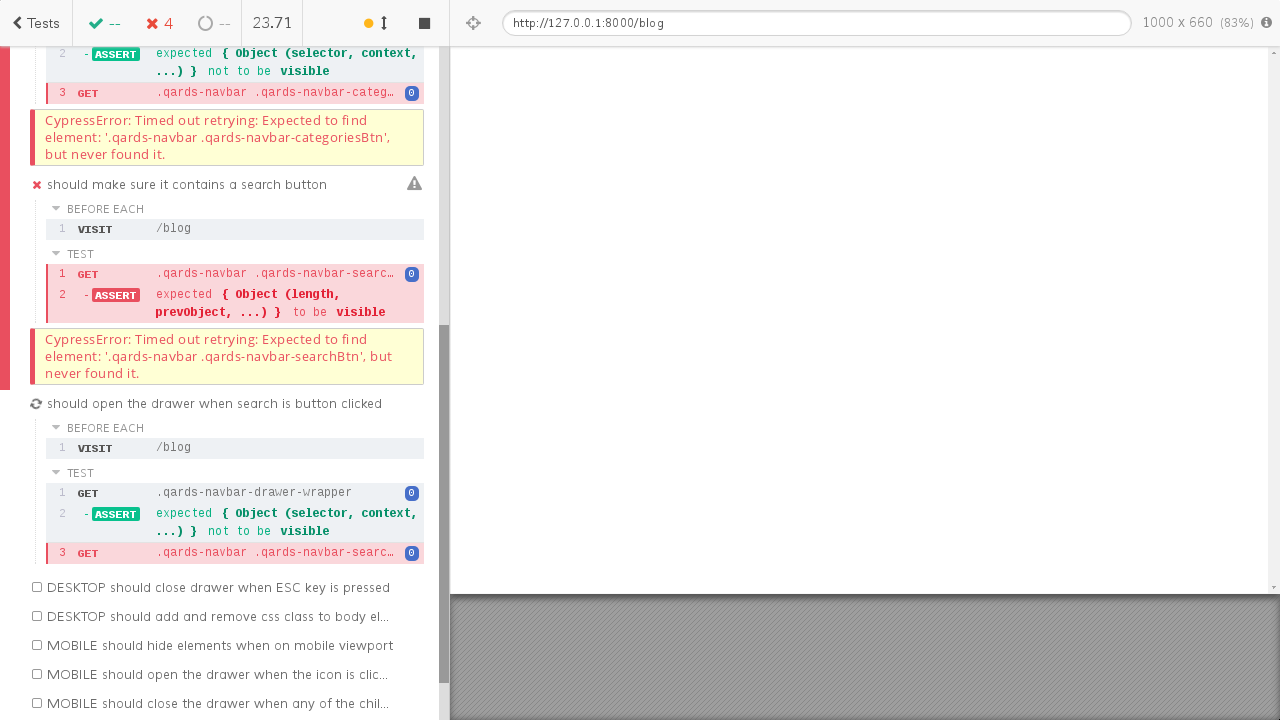 Tests -- 4 -- 23.71 http://127.0.0.1:8000/blog 1000 x 660 (83%)
2 - ASSERT expected { Object (selector, context,
...) } not to be visible
3 GET .qards-navbar .qards-navbar-categ… 0
CypressError: Timed out retrying: Expected to find
element: '.qards-navbar .qards-navbar-categoriesBtn',
but never found it.
should make sure it contains a search button
BEFORE EACH
1 VISIT /blog
TEST
1 GET .qards-navbar .qards-navbar-searc… 0
2 - ASSERT expected { Object (length,
prevObject, ...) } to be visible
CypressError: Timed out retrying: Expected to find
element: '.qards-navbar .qards-navbar-searchBtn', but
never found it.
should open the drawer when search is button clicked
BEFORE EACH
1 VISIT /blog
TEST
1 GET .qards-navbar-drawer-wrapper 0
2 - ASSERT expected { Object (selector, context,
...) } not to be visible
3 GET .qards-navbar .qards-navbar-searc… 0
DESKTOP should close drawer when ESC key is pressed
DESKTOP should add and remove css class to body el...
MOBILE should hide elements when on mobile viewport
MOBILE should open the drawer when the icon is clic...
MOBILE should close the drawer when any of the chil...